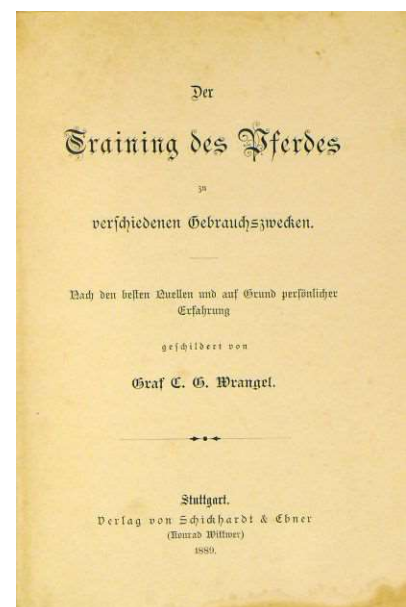 Der
Training des Pferdes
zu
verschiedenen Gebrauchszwecken.
Nach den besten Quellen und auf Grund persönlicher
Erfahrung
geschildert von
Graf C. G. Wrangel.
Stuttgart.
Verlag von Schickhardt & Ebner
(Konrad Wittwer)
1889.